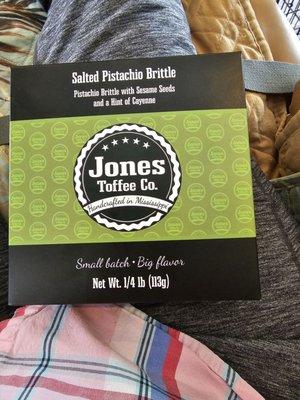 Salted Pistachio Brittle
Pistachio Brittle with Sesame Seeds
and a Hint of Cayenne
Jones
Toffee Co.
Handcrafted in Mississippi
Small batch • Big flavor
Net Wt. 1/4 lb (113g)